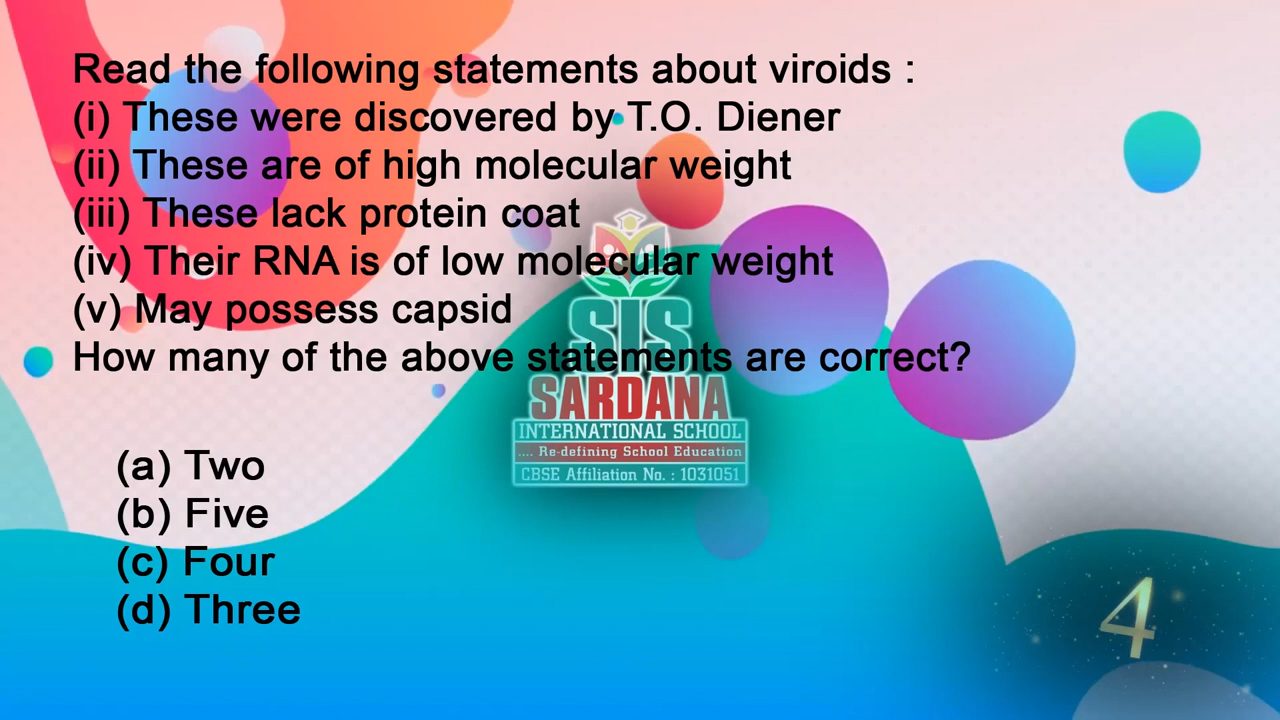 Read the following statements about viroids :
(i) These were discovered by T.O. Diener
(ii) These are of high molecular weight
(iii) These lack protein coat
(iv) Their RNA is of low molecular weight
(v) May possess capsid
How many of the above statements are correct?
SIS
SARDANA
INTERNATIONAL SCHOOL
.... Re-defining School Education
CBSE Affiliation No. : 1031051
(a) Two
(b) Five
(c) Four
(d) Three
4